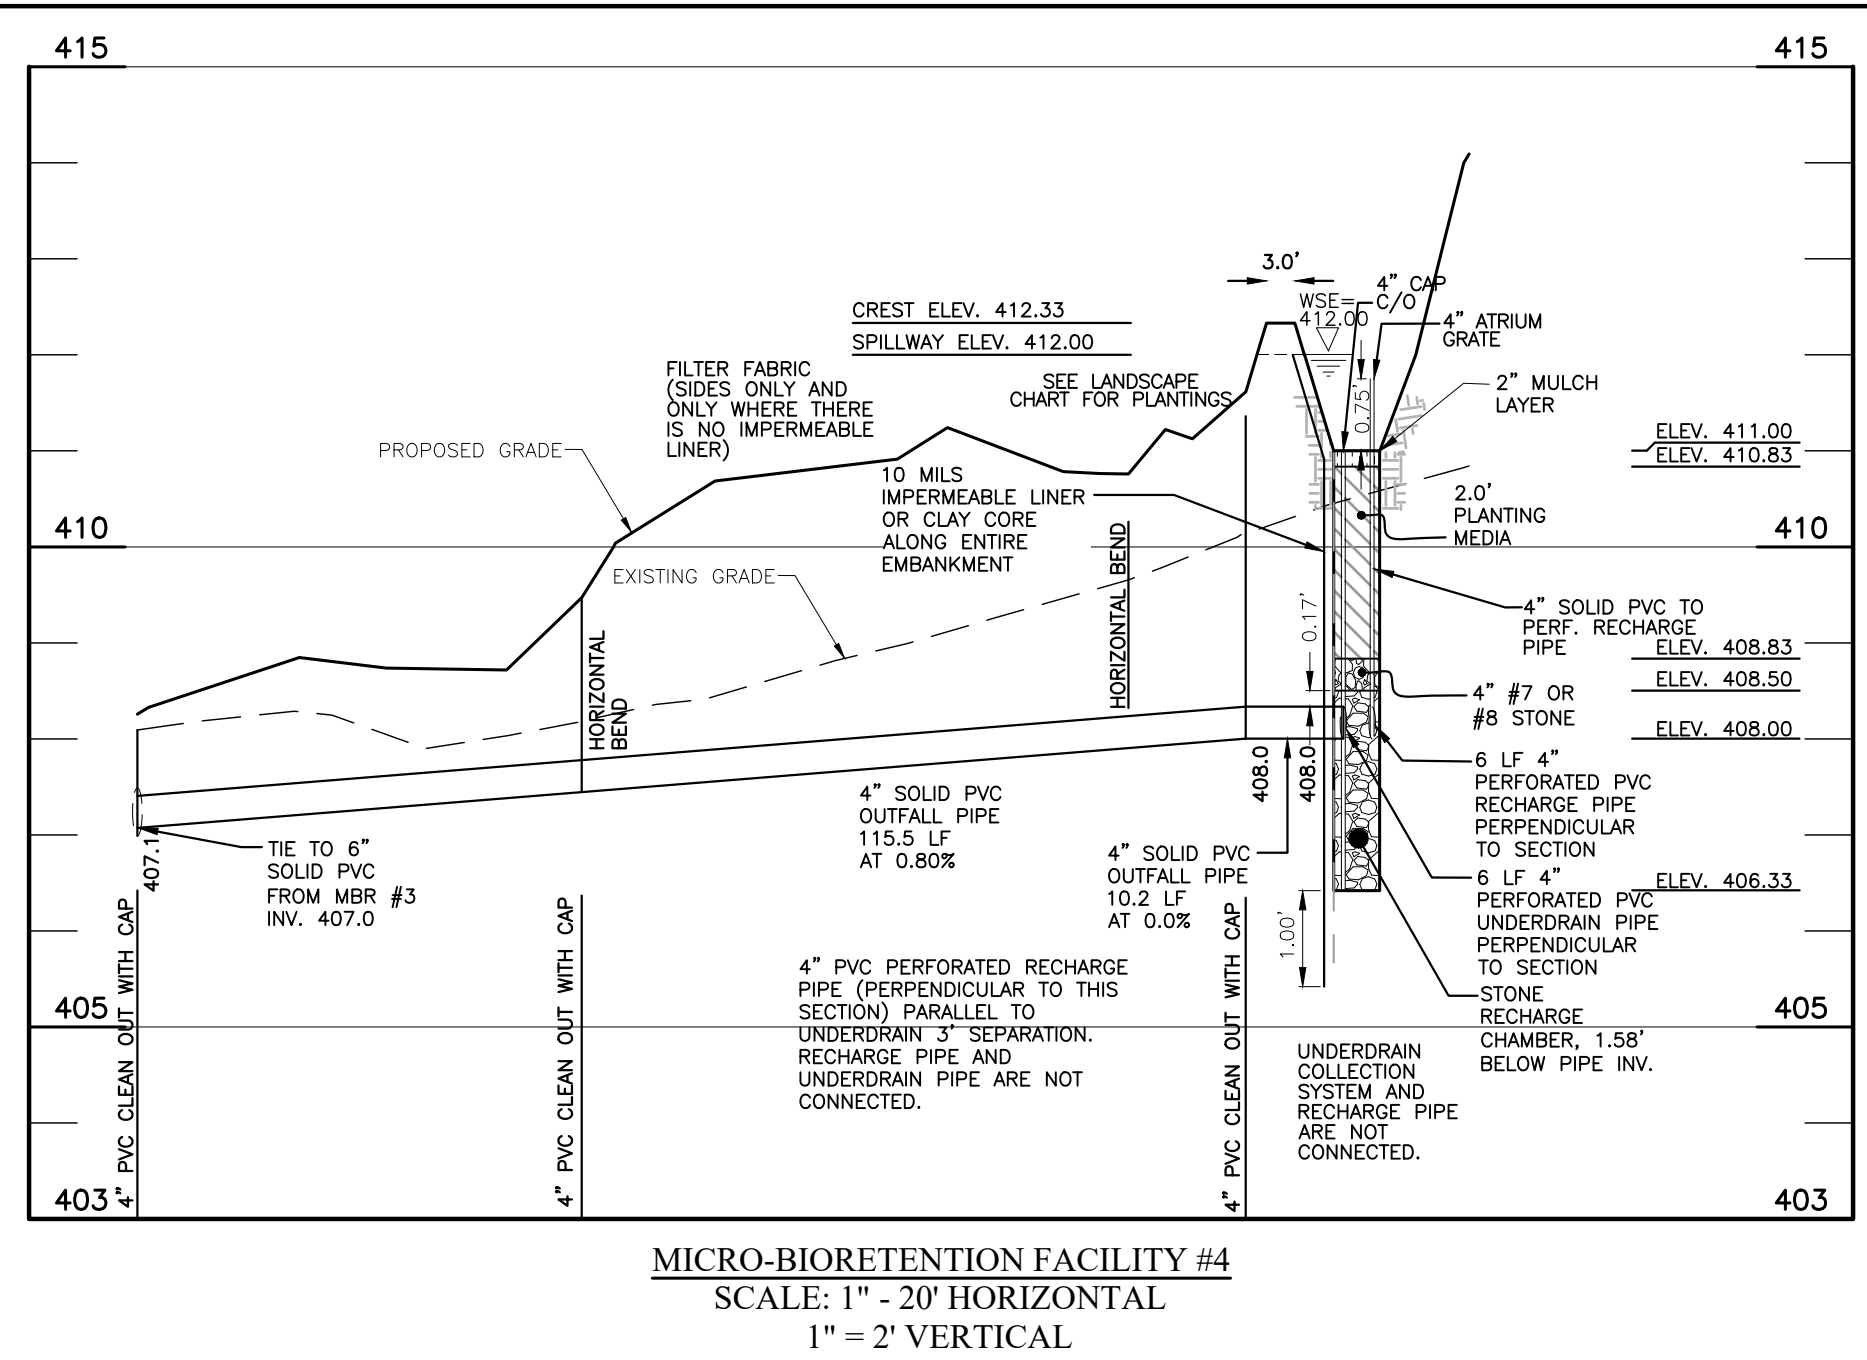 415
415
3.0'
4" CAP
C/O
WSE=
412.00
CREST ELEV. 412.33
SPILLWAY ELEV. 412.00
4" ATRIUM
GRATE
FILTER FABRIC
(SIDES ONLY AND
ONLY WHERE THERE
IS NO IMPERMEABLE
LINER)
SEE LANDSCAPE
CHART FOR PLANTINGS
0.75'
2" MULCH
LAYER
PROPOSED GRADE
ELEV. 411.00
ELEV. 410.83
10 MILS
IMPERMEABLE LINER
OR CLAY CORE
ALONG ENTIRE
EMBANKMENT
2.0'
PLANTING
MEDIA
410
410
EXISTING GRADE
HORIZONTAL BEND
0.17'
4" SOLID PVC TO
PERF. RECHARGE
PIPE
HORIZONTAL
BEND
ELEV. 408.83
ELEV. 408.50
4" #7 OR
#8 STONE
ELEV. 408.00
408.0
408.0
6 LF 4"
PERFORATED PVC
RECHARGE PIPE
PERPENDICULAR
TO SECTION
4" SOLID PVC
OUTFALL PIPE
115.5 LF
AT 0.80%
407.1
TIE TO 6"
SOLID PVC
FROM MBR #3
INV. 407.0
4" SOLID PVC
OUTFALL PIPE
10.2 LF
AT 0.0%
6 LF 4"
PERFORATED PVC
UNDERDRAIN PIPE
PERPENDICULAR
TO SECTION
ELEV. 406.33
1.00'
4" PVC CLEAN OUT WITH CAP
4" PVC CLEAN OUT WITH CAP
4" PVC CLEAN OUT WITH CAP
4" PVC PERFORATED RECHARGE
PIPE (PERPENDICULAR TO THIS
SECTION) PARALLEL TO
UNDERDRAIN 3' SEPARATION.
RECHARGE PIPE AND
UNDERDRAIN PIPE ARE NOT
CONNECTED.
STONE
RECHARGE
CHAMBER, 1.58'
BELOW PIPE INV.
405
405
UNDERDRAIN
COLLECTION
SYSTEM AND
RECHARGE PIPE
ARE NOT
CONNECTED.
403
403
MICRO-BIORETENTION FACILITY #4
SCALE: 1" - 20' HORIZONTAL
1" = 2' VERTICAL